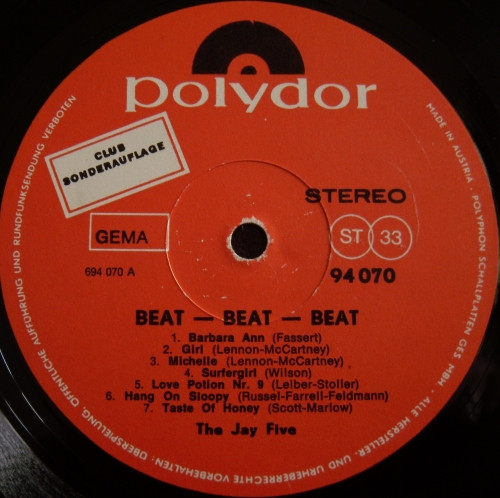 polydor
CLUB
SONDERAUFLAGE
STEREO
GEMA
ST 33
694 070 A
94 070
BEAT — BEAT — BEAT
1. Barbara Ann (Fassert)
2. Girl (Lennon-McCartney)
3. Michelle (Lennon-McCartney)
4. Surfergirl (Wilson)
5. Love Potion Nr. 9 (Leiber-Stoller)
6. Hang On Sloopy (Russel-Farrell-Feldmann)
7. Taste Of Honey (Scott-Marlow)
The Jay Five
MADE IN AUSTRIA · POLYPHON SCHALLPLATTEN GES. MBH. · ALLE HERSTELLER- UND URHEBERRECHTE VORBEHALTEN: ÜBERSPIELUNG, ÖFFENTLICHE AUFFÜHRUNG UND RUNDFUNKSENDUNG VERBOTEN